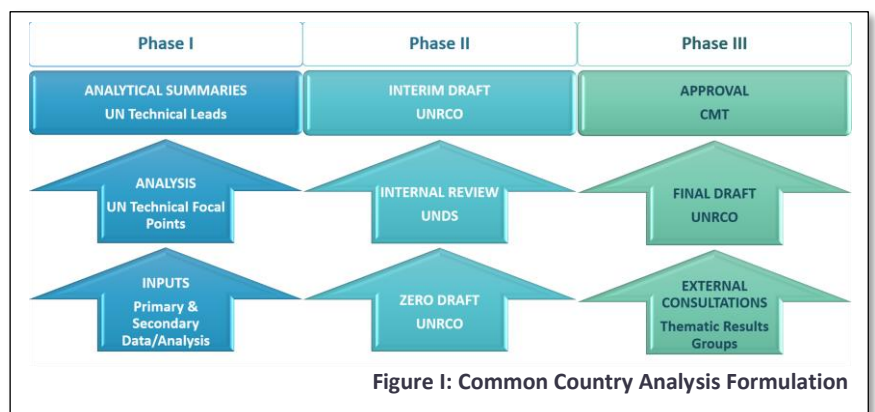 Phase I
Phase II
Phase III
ANALYTICAL SUMMARIES
UN Technical Leads
INTERIM DRAFT
UNRCO
APPROVAL
CMT
ANALYSIS
UN Technical Focal
Points
INTERNAL REVIEW
UNDS
FINAL DRAFT
UNRCO
INPUTS
Primary &
Secondary
Data/Analysis
ZERO DRAFT
UNRCO
EXTERNAL
CONSULTATIONS
Thematic Results
Groups
Figure I: Common Country Analysis Formulation